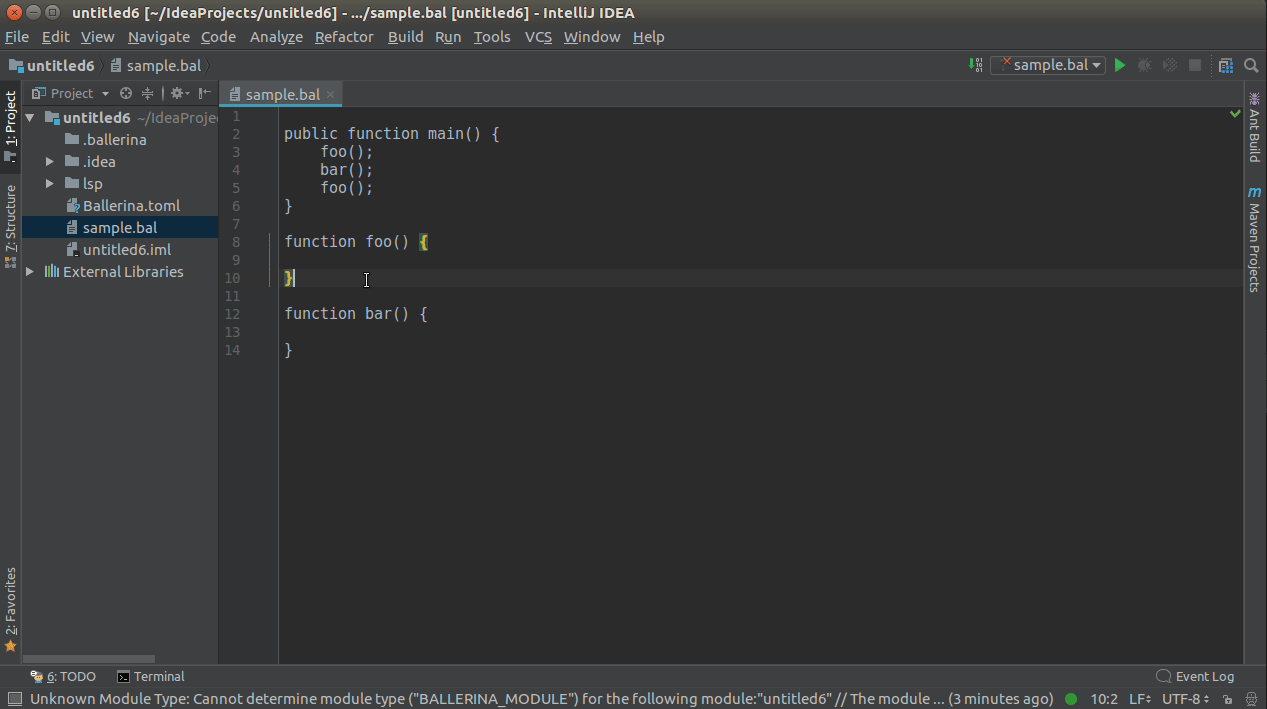 untitled6 [~/IdeaProjects/untitled6] - .../sample.bal [untitled6] - IntelliJ IDEA
File Edit View Navigate Code Analyze Refactor Build Run Tools VCS Window Help
untitled6 sample.bal
sample.bal
1: Project
7: Structure
2: Favorites
Project
untitled6 ~/IdeaProje
.ballerina
.idea
lsp
Ballerina.toml
sample.bal
untitled6.iml
External Libraries
sample.bal
1
2 public function main() {
3 foo();
4 bar();
5 foo();
6 }
7
8 function foo() {
9
10 }
11
12 function bar() {
13
14 }
Ant Build
m Maven Projects
6: TODO Terminal Event Log
Unknown Module Type: Cannot determine module type ("BALLERINA_MODULE") for the following module:"untitled6" // The module ... (3 minutes ago) 10:2 LF UTF-8